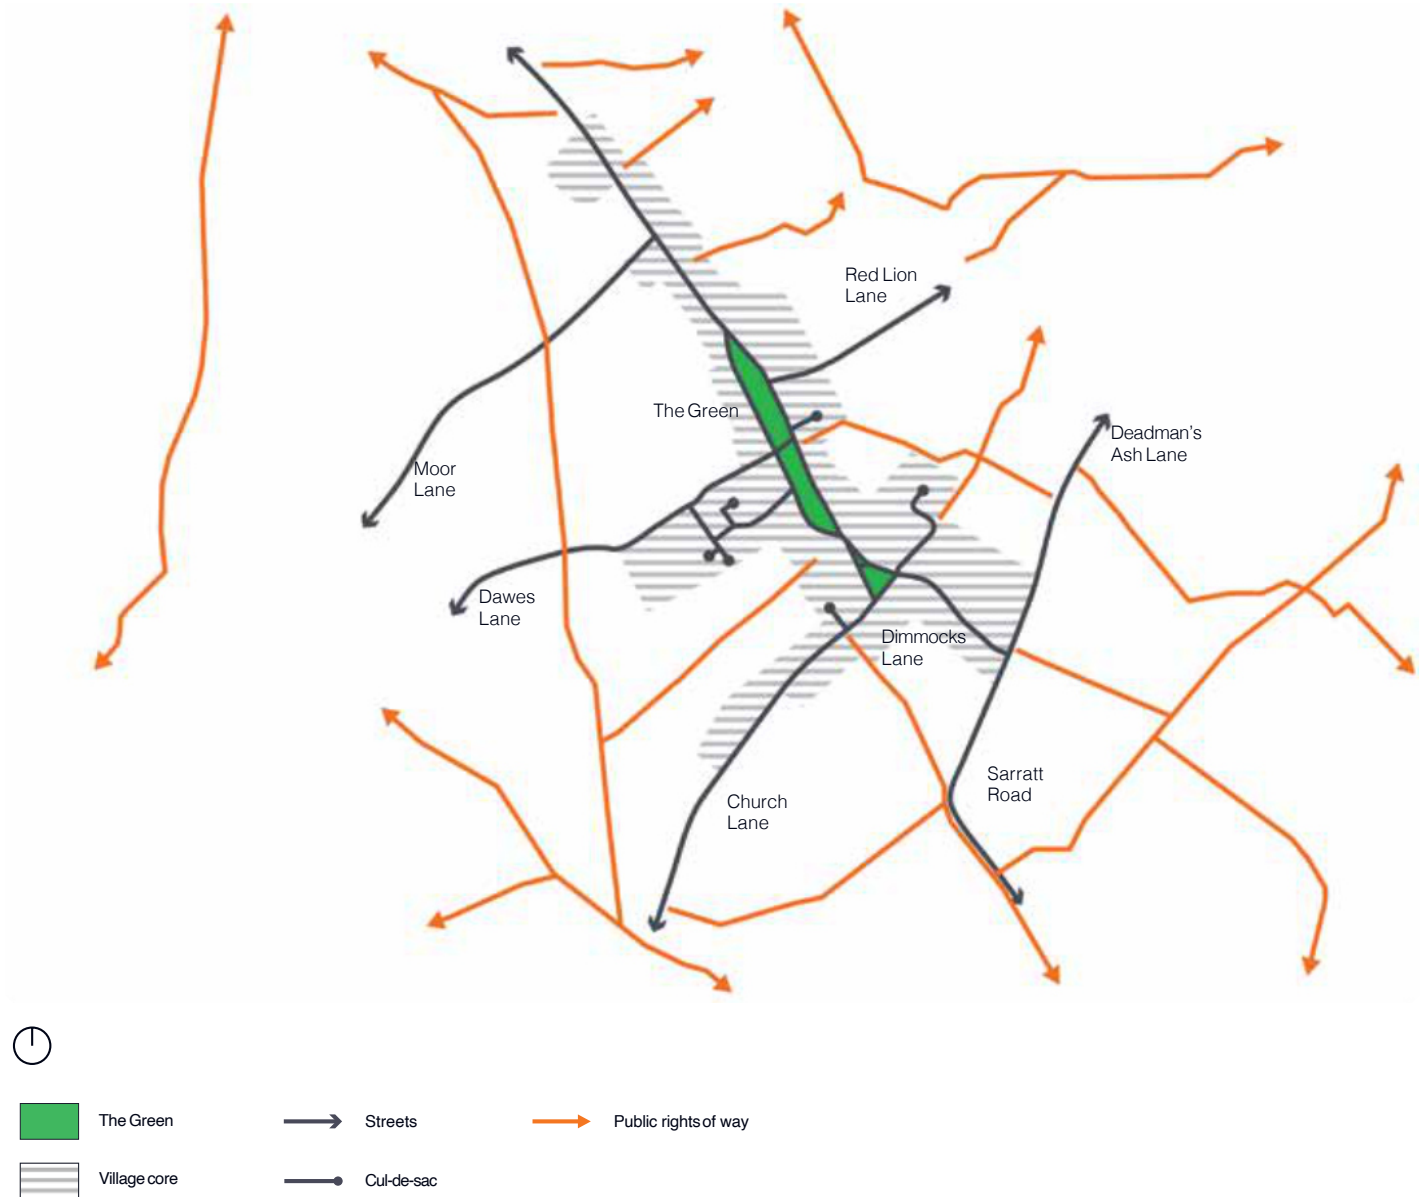 Red Lion
Lane
The Green
Deadman's
Ash Lane
Moor
Lane
Dawes
Lane
Dimmocks
Lane
Sarratt
Road
Church
Lane
The Green
Streets
Public rights of way
Village core
Cul-de-sac